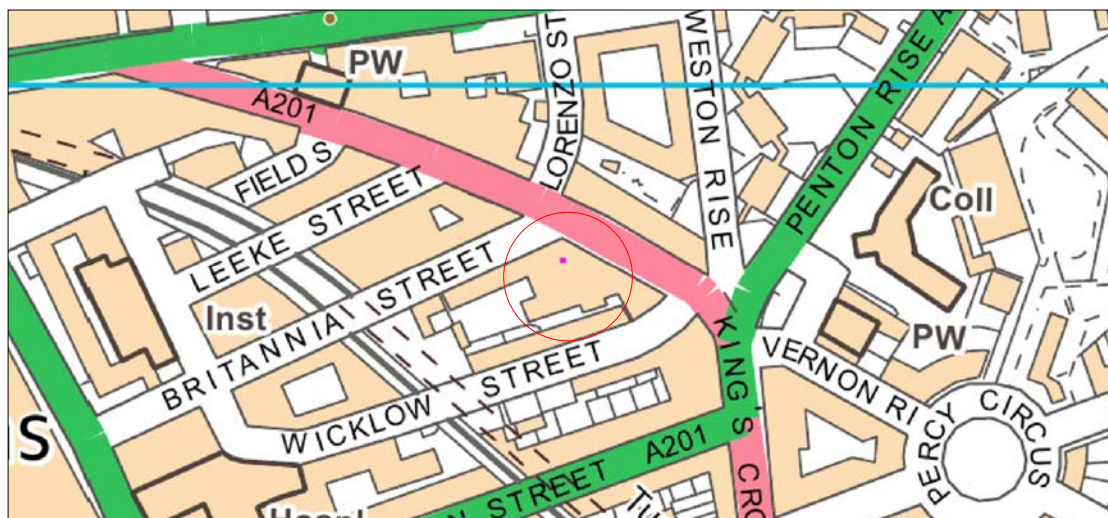 PW
A201
LORENZO ST
WESTON RISE
PENTON RISE A
FIELDS
LEEKE STREET
Coll
Inst
BRITANNIA STREET
PW
KING'S CRO
VERNON RI
PERCY CIRCUS
WICKLOW STREET
A201
N STREET